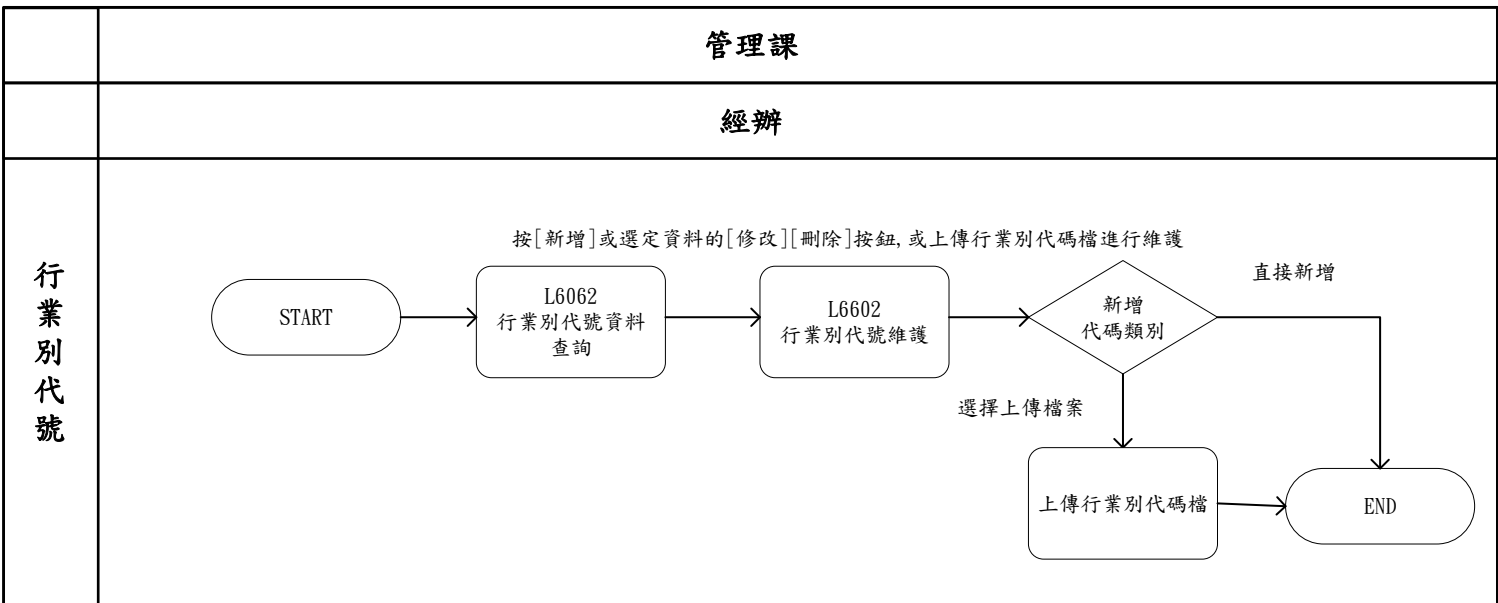 管理課
經辦
行業別代號
按[新增]或選定資料的[修改][刪除]按鈕,或上傳行業別代碼檔進行維護
START
L6062
行業別代號資料
查詢
L6602
行業別代號維護
新增
代碼類別
直接新增
選擇上傳檔案
上傳行業別代碼檔
END